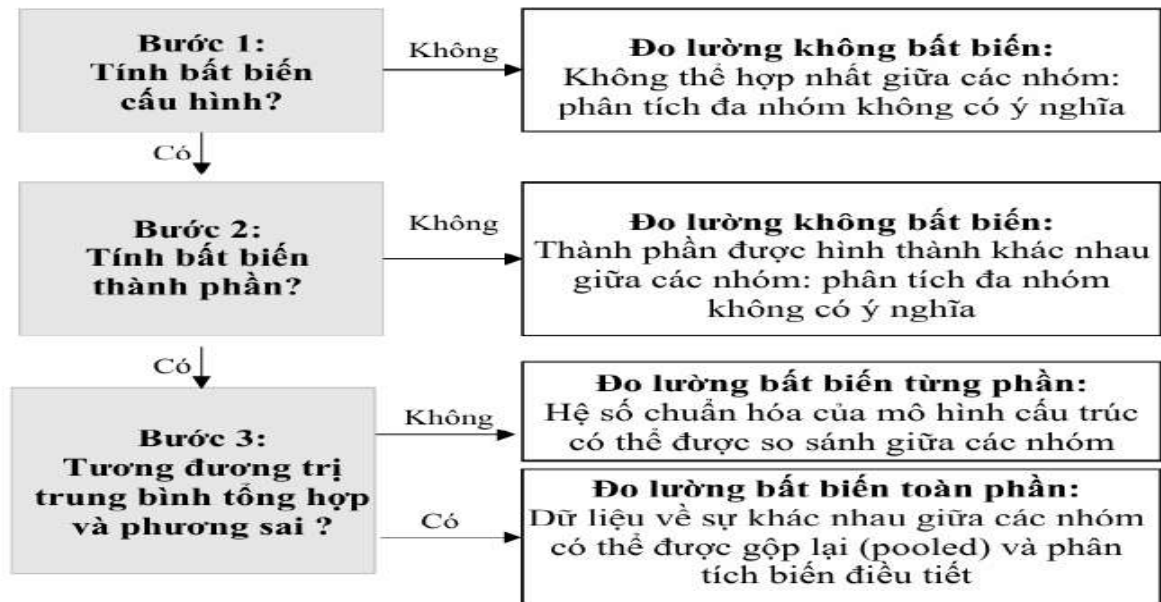 Bước 1:
Tính bất biến
cấu hình?
Không
Đo lường không bất biến:
Không thể hợp nhất giữa các nhóm:
phân tích đa nhóm không có ý nghĩa
Có
Bước 2:
Tính bất biến
thành phần?
Không
Đo lường không bất biến:
Thành phần được hình thành khác nhau
giữa các nhóm: phân tích đa nhóm
không có ý nghĩa
Có
Bước 3:
Tương đương trị
trung bình tổng hợp
và phương sai ?
Không
Đo lường bất biến từng phần:
Hệ số chuẩn hóa của mô hình cấu trúc
có thể được so sánh giữa các nhóm
Có
Đo lường bất biến toàn phần:
Dữ liệu về sự khác nhau giữa các nhóm
có thể được gộp lại (pooled) và phân
tích biến điều tiết